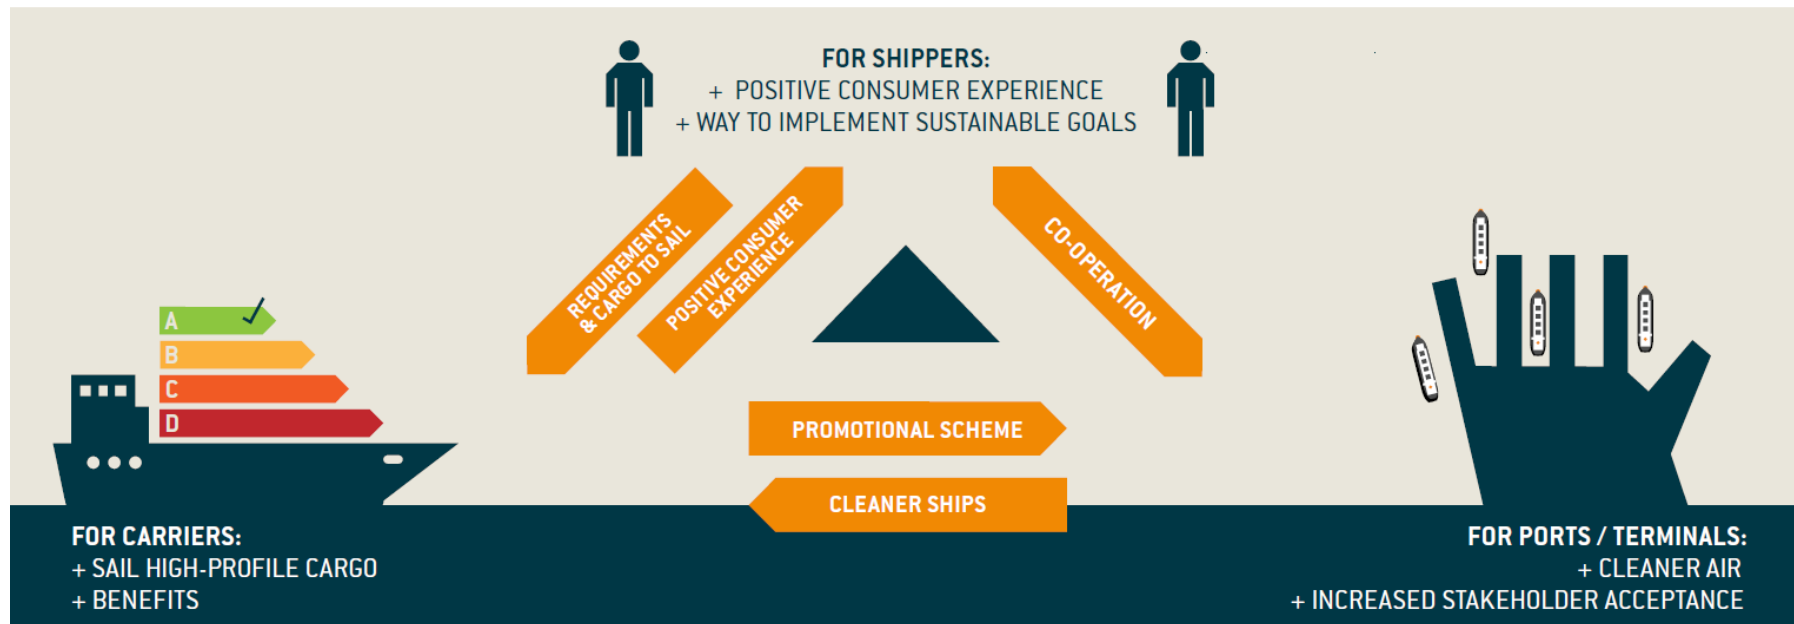 FOR SHIPPERS:
+ POSITIVE CONSUMER EXPERIENCE
+ WAY TO IMPLEMENT SUSTAINABLE GOALS
REQUIREMENTS
& CARGO TO SAIL
POSITIVE CONSUMER
EXPERIENCE
CO-OPERATION
A
B
C
D
PROMOTIONAL SCHEME
CLEANER SHIPS
FOR CARRIERS:
+ SAIL HIGH-PROFILE CARGO
+ BENEFITS
FOR PORTS / TERMINALS:
+ CLEANER AIR
+ INCREASED STAKEHOLDER ACCEPTANCE